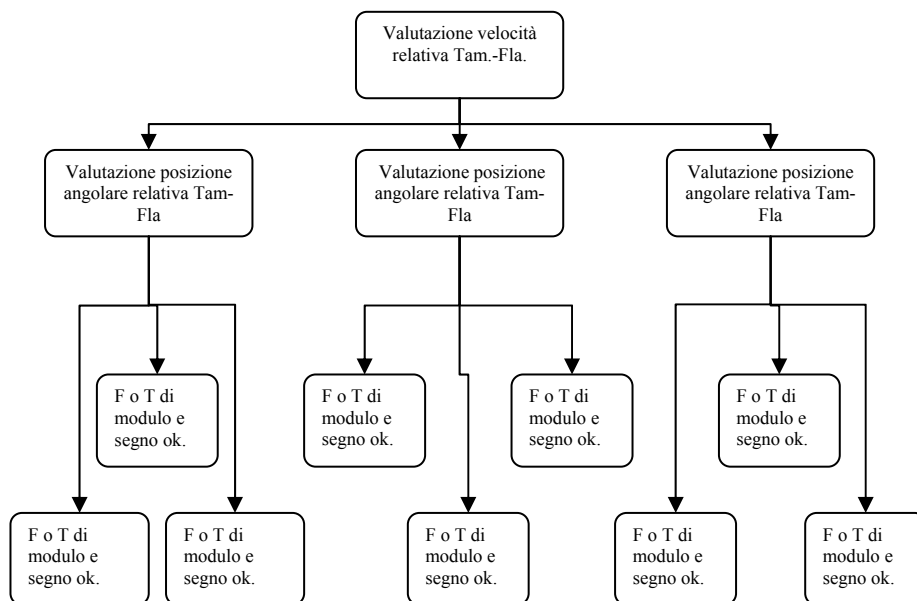 Valutazione velocità
relativa Tam.-Fla.
Valutazione posizione
angolare relativa Tam-
Fla
Valutazione posizione
angolare relativa Tam-
Fla
Valutazione posizione
angolare relativa Tam-
Fla
F o T di
modulo e
segno ok.
F o T di
modulo e
segno ok.
F o T di
modulo e
segno ok.
F o T di
modulo e
segno ok.
F o T di
modulo e
segno ok.
F o T di
modulo e
segno ok.
F o T di
modulo e
segno ok.
F o T di
modulo e
segno ok.
F o T di
modulo e
segno ok.